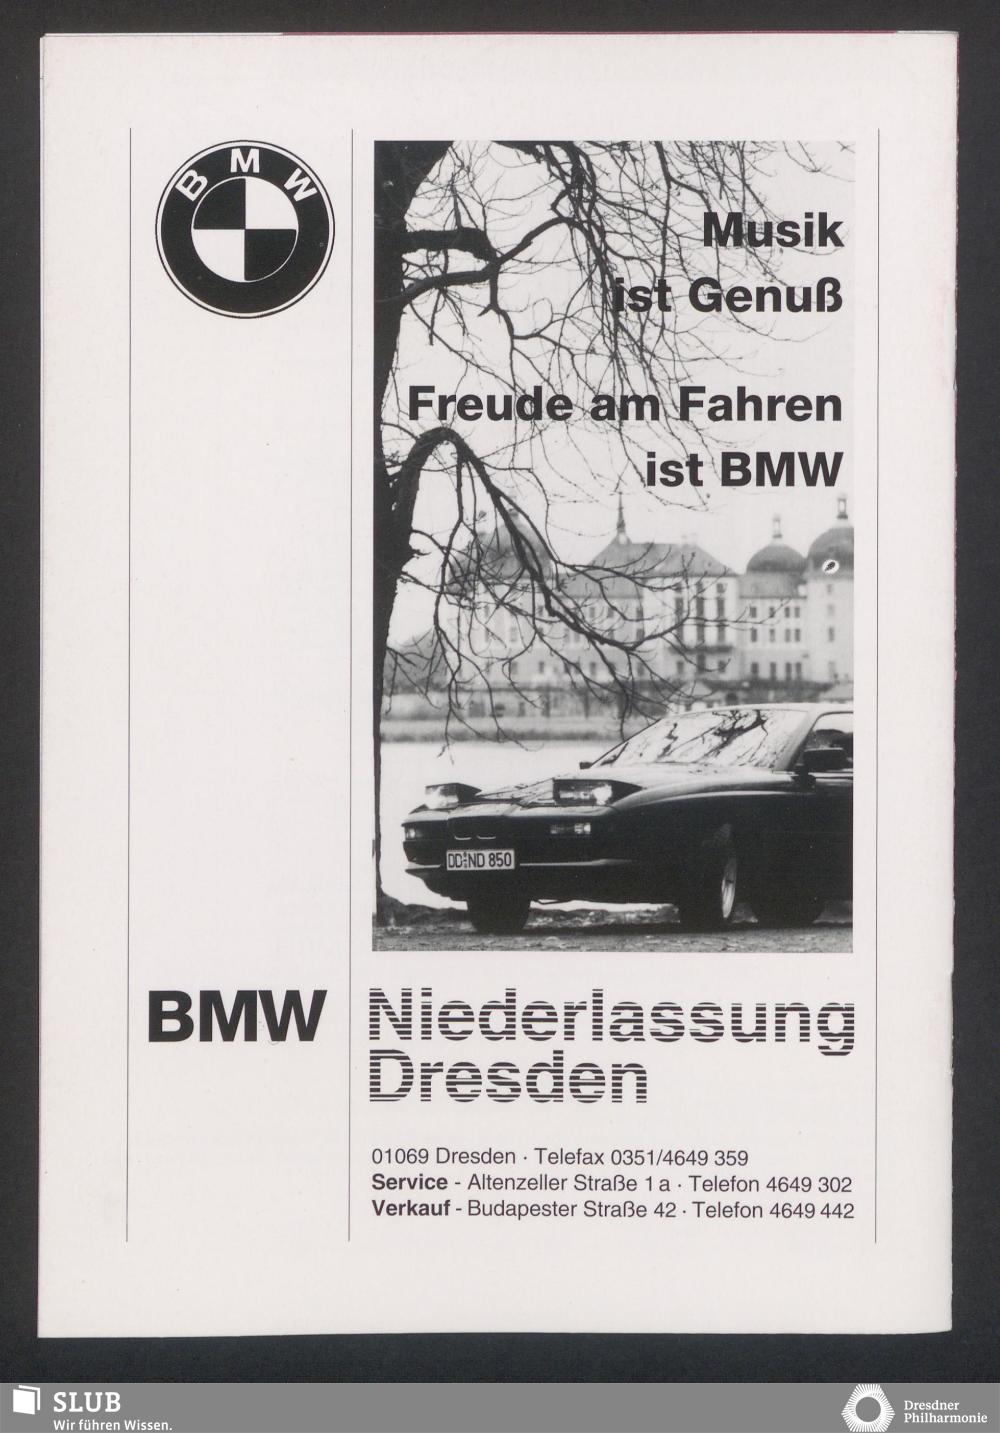 B M W
Musik
ist Genuß
Freude am Fahren
ist BMW
DD ND 850
BMW Niederlassung
Dresden
01069 Dresden · Telefax 0351/4649 359
Service - Altenzeller Straße 1 a · Telefon 4649 302
Verkauf - Budapester Straße 42 · Telefon 4649 442
SLUB
Wir führen Wissen.
Dresdner
Philharmonie